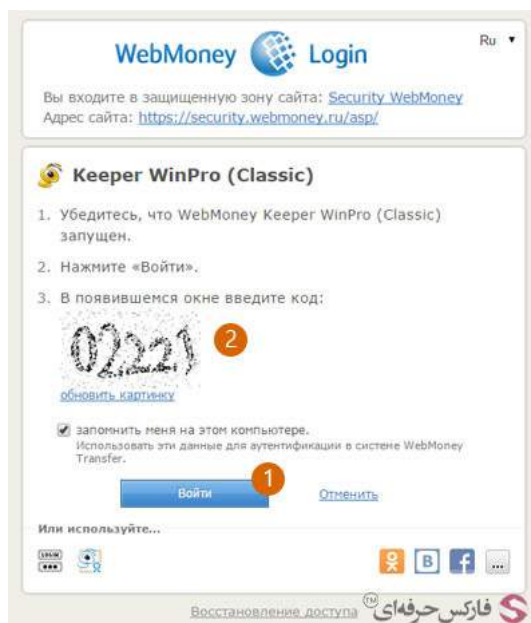 WebMoney Login
Ru
Вы входите в защищенную зону сайта: Security WebMoney
Адрес сайта: https://security.webmoney.ru/asp/
Keeper WinPro (Classic)
1. Убедитесь, что WebMoney Keeper WinPro (Classic)
запущен.
2. Нажмите «Войти».
3. В появившемся окне введите код:
02221
2
обновить картинку
запомнить меня на этом компьютере.
Использовать эти данные для аутентификации в системе WebMoney
Transfer.
1
Войти
Отменить
Или используйте...
LOGIN
В
f
...
Восстановление доступа
فارکس حرفه‌ای™